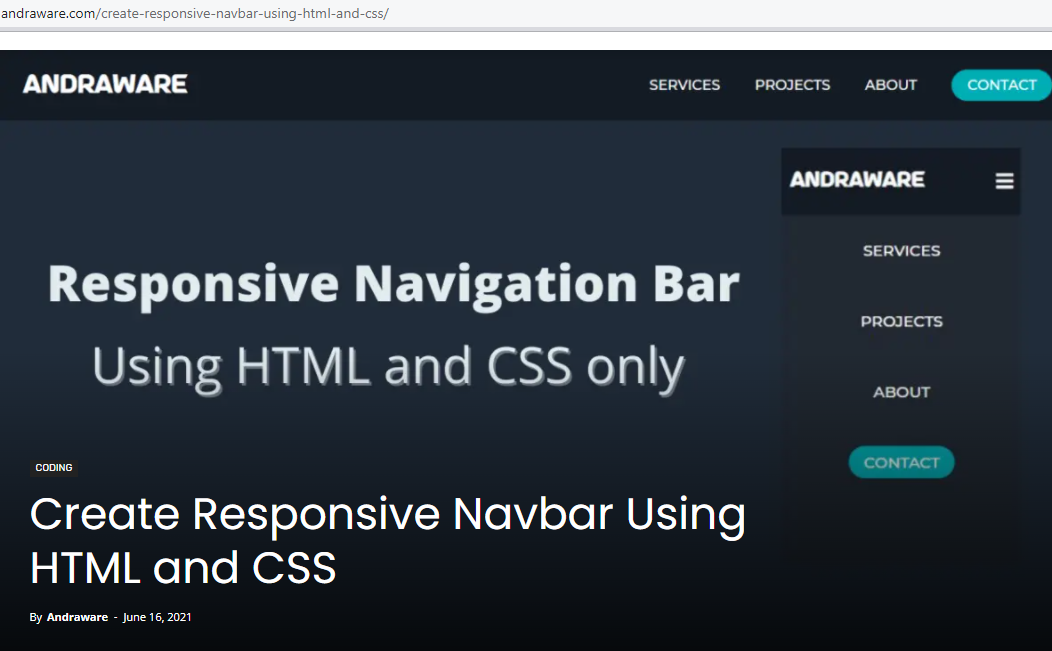 andraware.com/create-responsive-navbar-using-html-and-css/
ANDRAWARE SERVICES PROJECTS ABOUT CONTACT
ANDRAWARE
SERVICES
PROJECTS
ABOUT
CONTACT
Responsive Navigation Bar
Using HTML and CSS only
CODING
Create Responsive Navbar Using
HTML and CSS
By Andraware - June 16, 2021